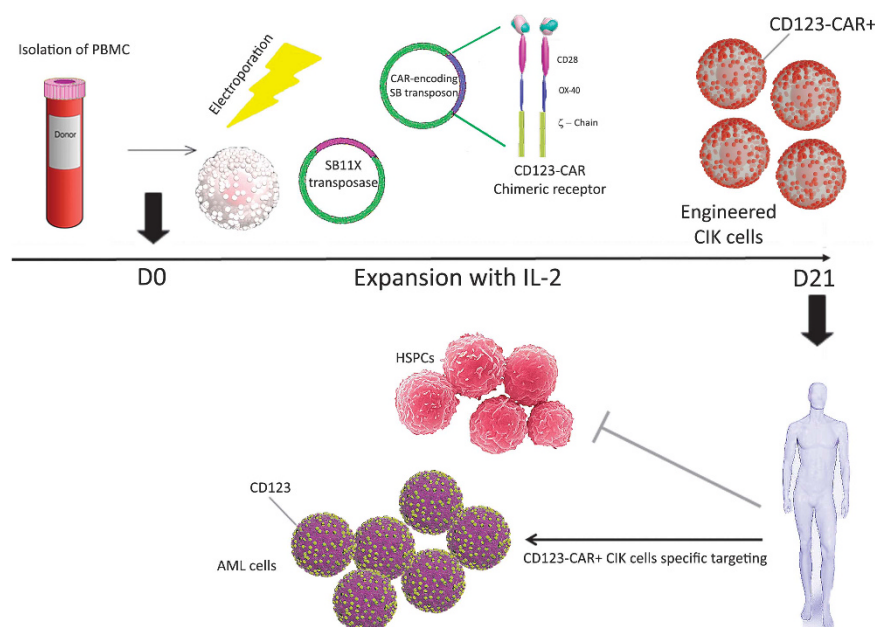 Isolation of PBMC
Donor
Electroporation
SB11X
transposase
CAR-encoding
SB transposon
CD28
OX-40
ζ – Chain
CD123-CAR
Chimeric receptor
CD123-CAR+
Engineered
CIK cells
D0
Expansion with IL-2
D21
HSPCs
CD123
AML cells
CD123-CAR+ CIK cells specific targeting